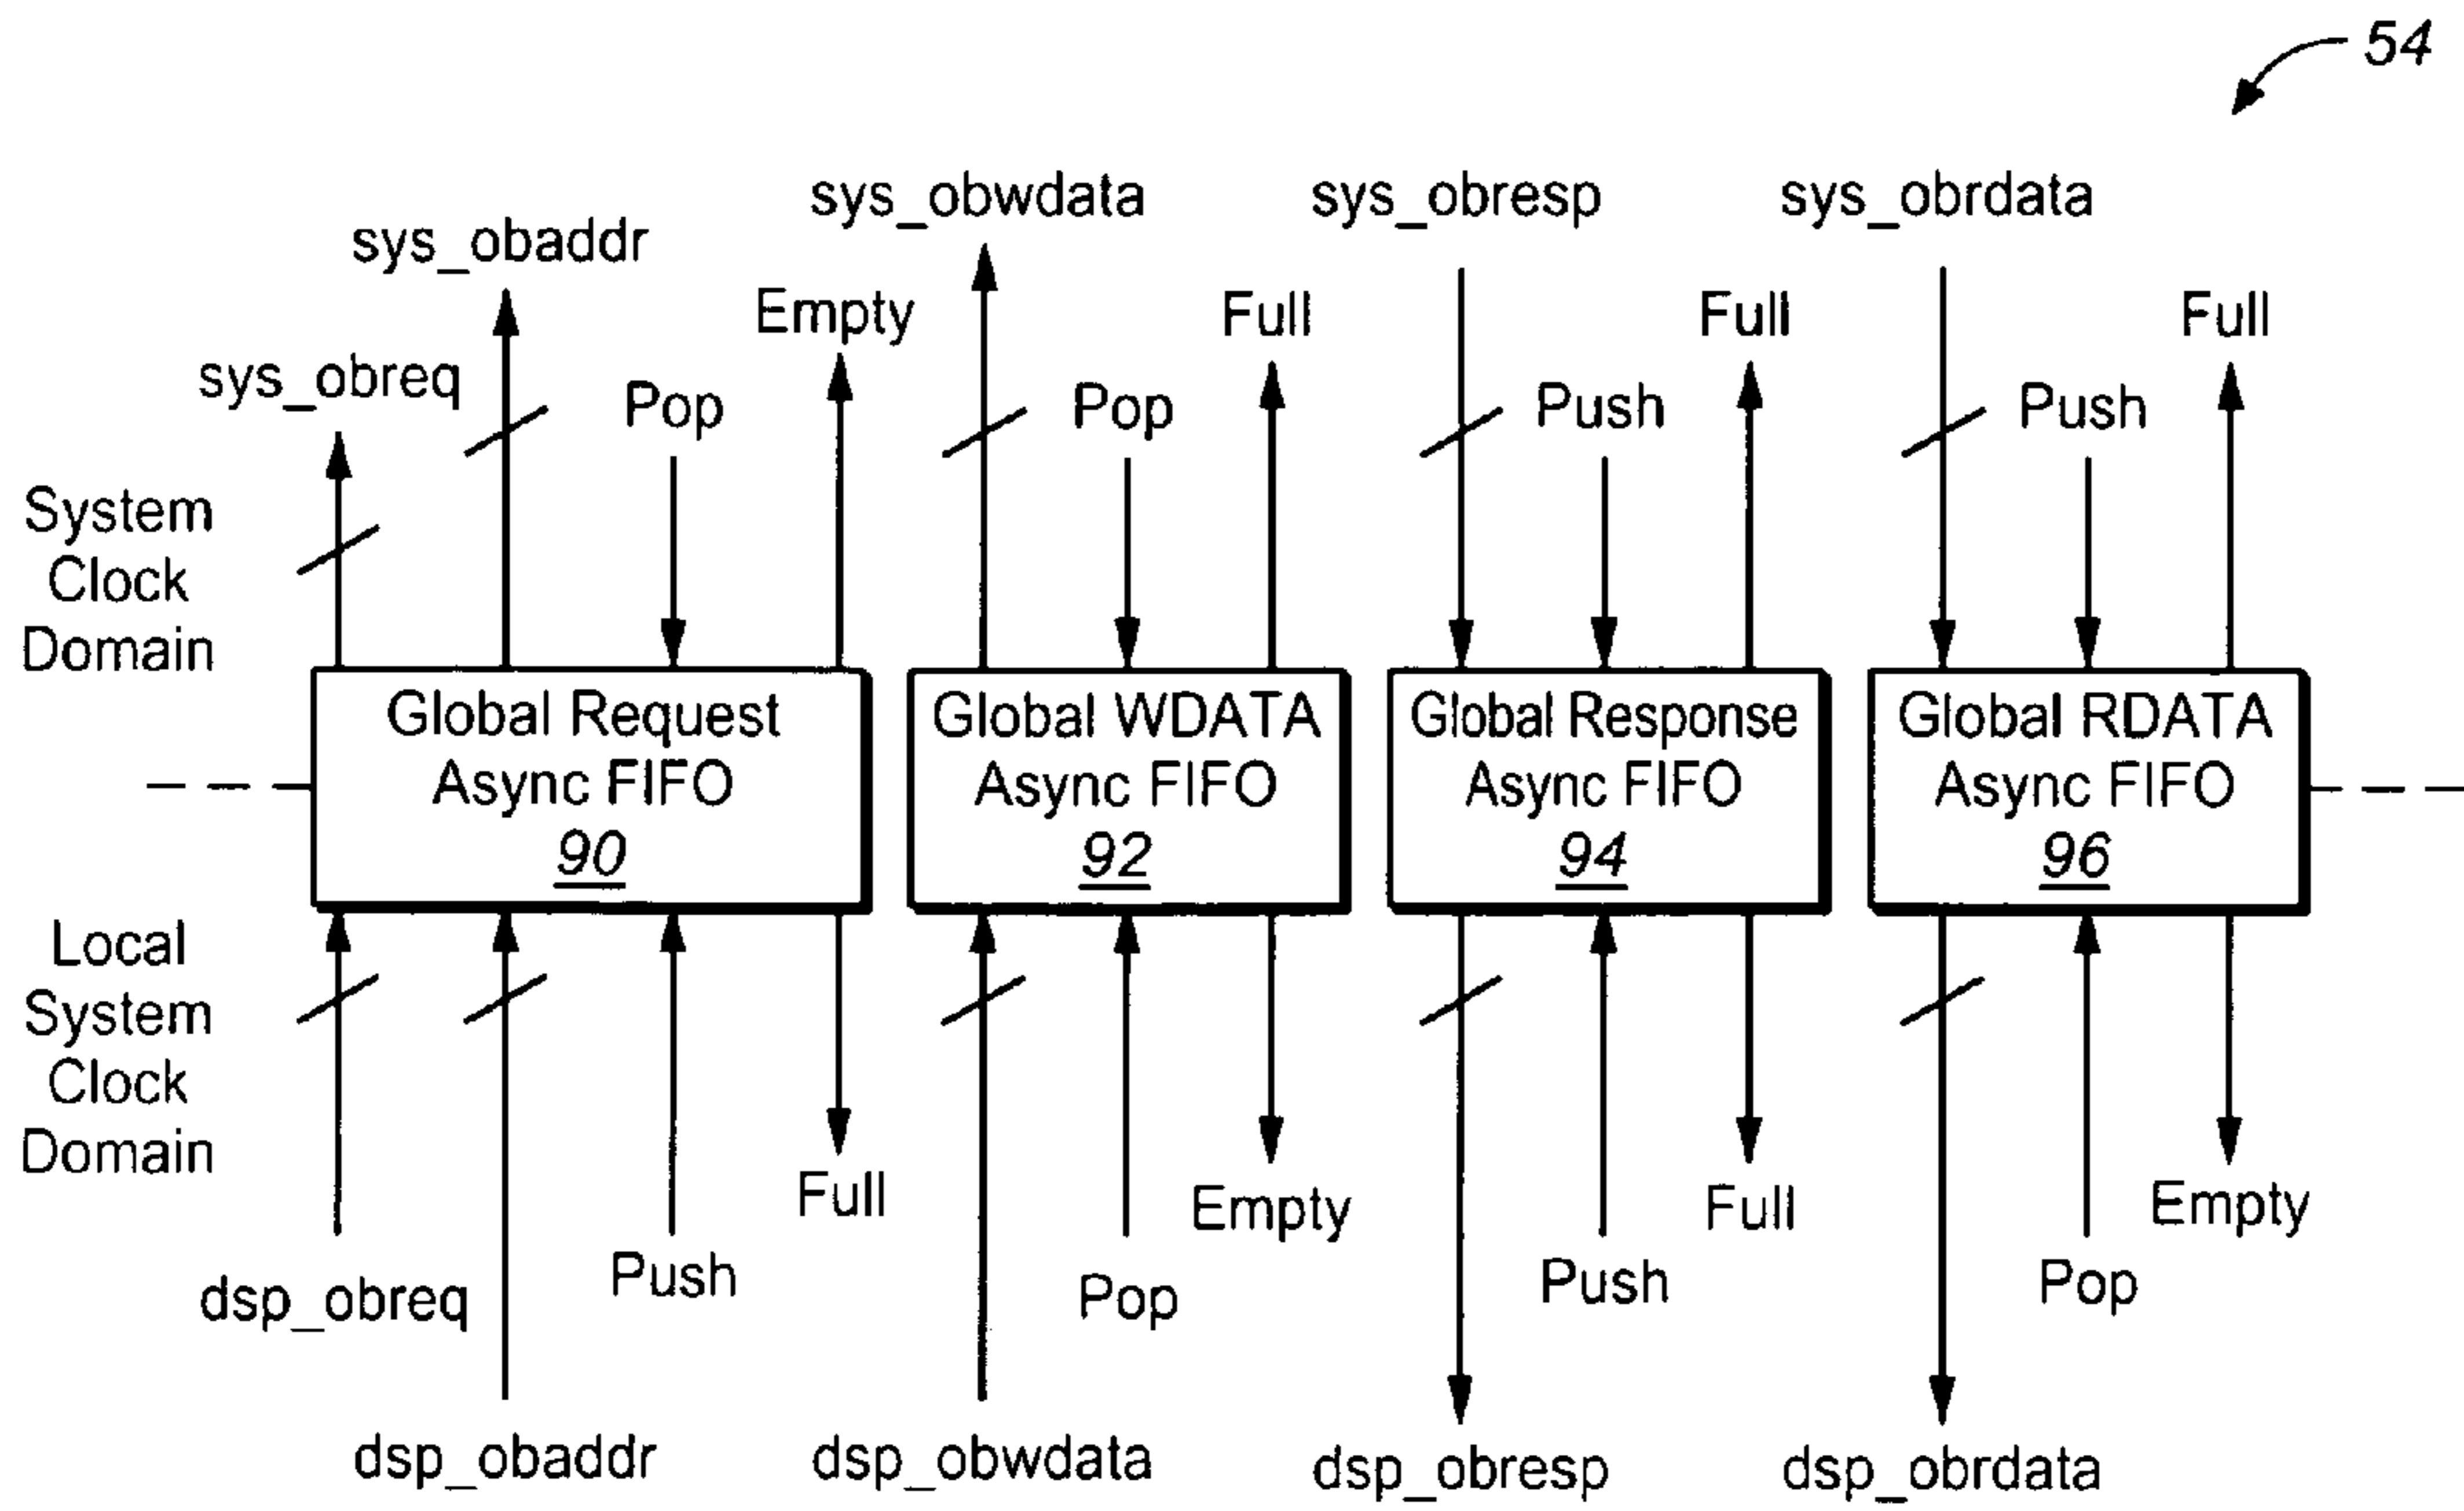 54
sys_obwdata
sys_obresp
sys_obrdata
sys_obaddr
Empty
Full
Full
Full
sys_obreq
Pop
Pop
Push
Push
System
Clock
Domain
Global Request
Async FIFO
90
Global WDATA
Async FIFO
92
Global Response
Async FIFO
94
Global RDATA
Async FIFO
96
Local
System
Clock
Domain
Full
Empty
Full
Empty
dsp_obreq
Push
Pop
Push
Pop
dsp_obaddr
dsp_obwdata
dsp_obresp
dsp_obrdata